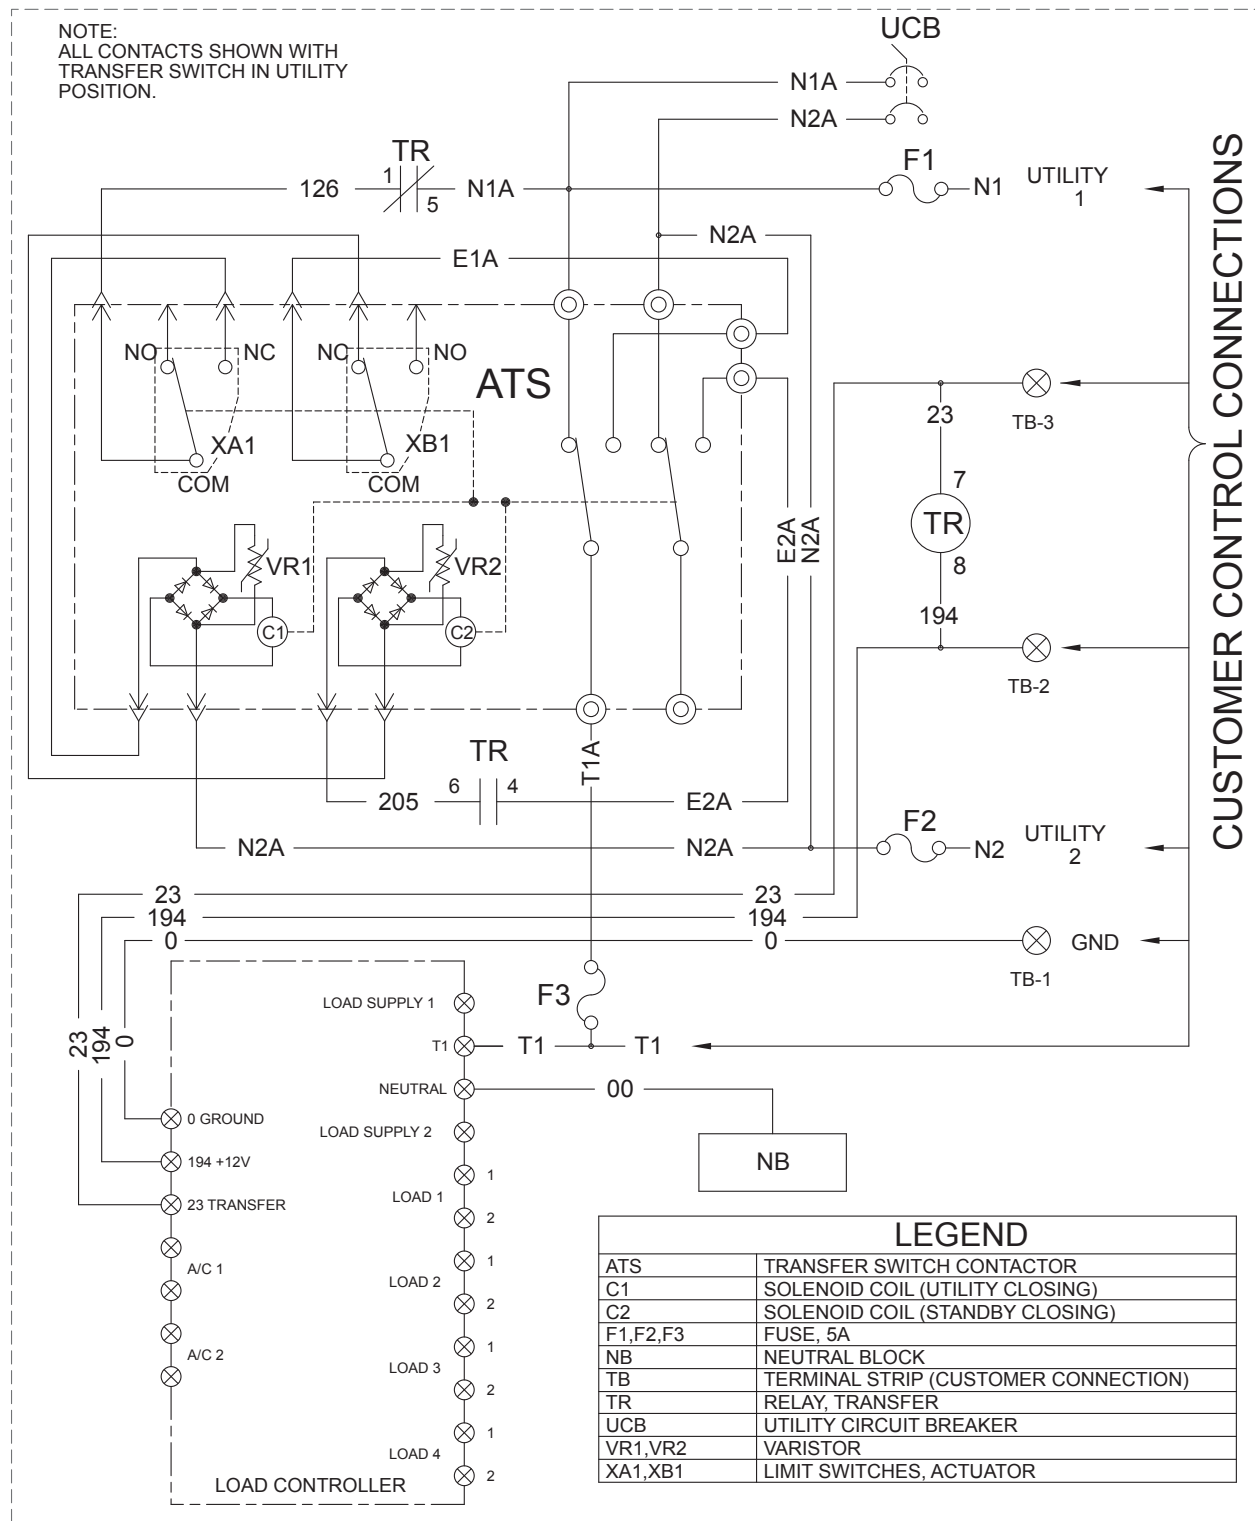 NOTE:
ALL CONTACTS SHOWN WITH
TRANSFER SWITCH IN UTILITY
POSITION.
UCB
N1A
N2A
TR
1
5
126
N1A
F1
N1
UTILITY
1
N2A
E1A
NO
NC
NC
NO
ATS
XA1
XB1
COM
COM
23
TB-3
7
TR
8
E2A
N2A
VR1
VR2
C1
C2
194
TB-2
CUSTOMER CONTROL CONNECTIONS
TR
T1A
6
4
205
E2A
F2
N2A
N2A
N2
UTILITY
2
23
23
194
194
0
0
GND
TB-1
F3
LOAD SUPPLY 1
23
194
0
T1
T1
T1
NEUTRAL
00
0 GROUND
LOAD SUPPLY 2
194 +12V
NB
1
LOAD 1
23 TRANSFER
2
A/C 1
1
LOAD 2
2
A/C 2
1
LOAD 3
2
1
LOAD 4
2
LOAD CONTROLLER
LEGEND
ATS TRANSFER SWITCH CONTACTOR
C1 SOLENOID COIL (UTILITY CLOSING)
C2 SOLENOID COIL (STANDBY CLOSING)
F1,F2,F3 FUSE, 5A
NB NEUTRAL BLOCK
TB TERMINAL STRIP (CUSTOMER CONNECTION)
TR RELAY, TRANSFER
UCB UTILITY CIRCUIT BREAKER
VR1,VR2 VARISTOR
XA1,XB1 LIMIT SWITCHES, ACTUATOR